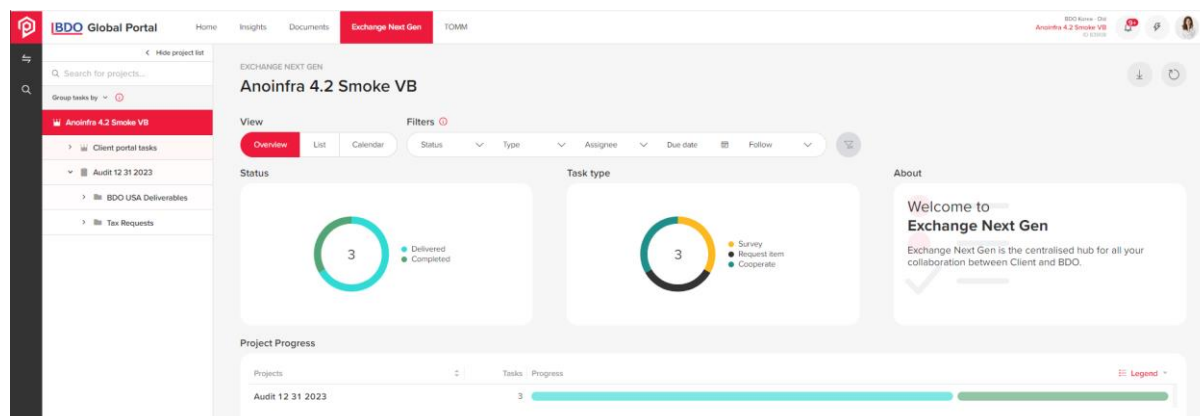 BDO Global Portal
Home
Insights
Documents
Exchange Next Gen
TOMM
Anoinfra 4.2 Smoke VB
9+
Hide project list
Search for projects...
Group tasks by
Anoinfra 4.2 Smoke VB
Client portal tasks
Audit 12 31 2023
BDO USA Deliverables
Tax Requests
EXCHANGE NEXT GEN
Anoinfra 4.2 Smoke VB
View
Filters
Overview
List
Calendar
Status
Type
Assignee
Due date
Follow
Status
3
Delivered
Completed
Task type
3
Survey
Request item
Cooperate
About
Welcome to
Exchange Next Gen
Exchange Next Gen is the centralised hub for all your
collaboration between Client and BDO.
Project Progress
Projects
Tasks
Progress
Legend
Audit 12 31 2023
3